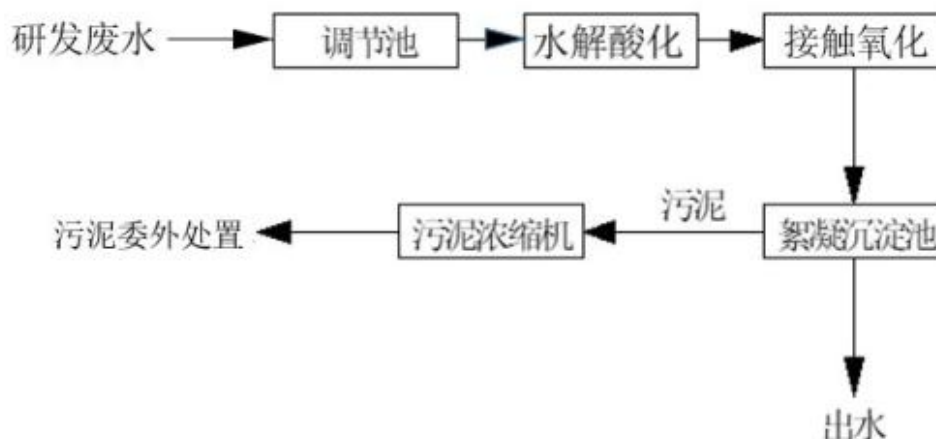 研发废水
调节池
水解酸化
接触氧化
污泥委外处置
污泥浓缩机
污泥
絮凝沉淀池
出水